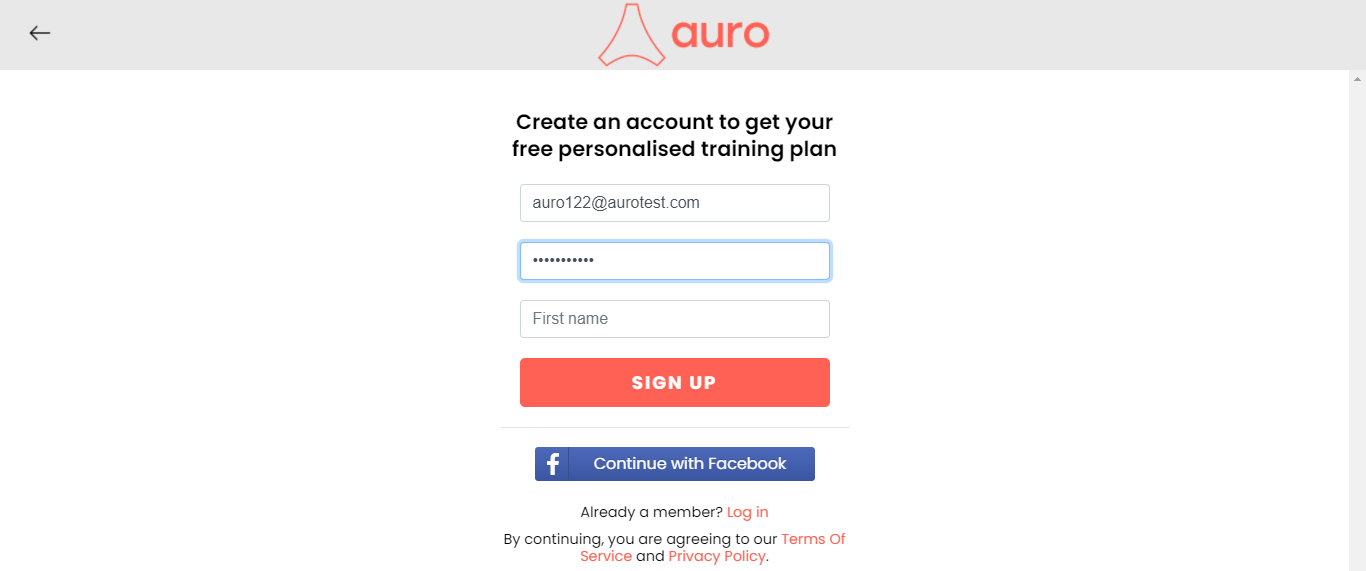 auro
Create an account to get your
free personalised training plan
auro122@aurotest.com
•••••••••••
First name
SIGN UP
f Continue with Facebook
Already a member? Log in
By continuing, you are agreeing to our Terms Of
Service and Privacy Policy.